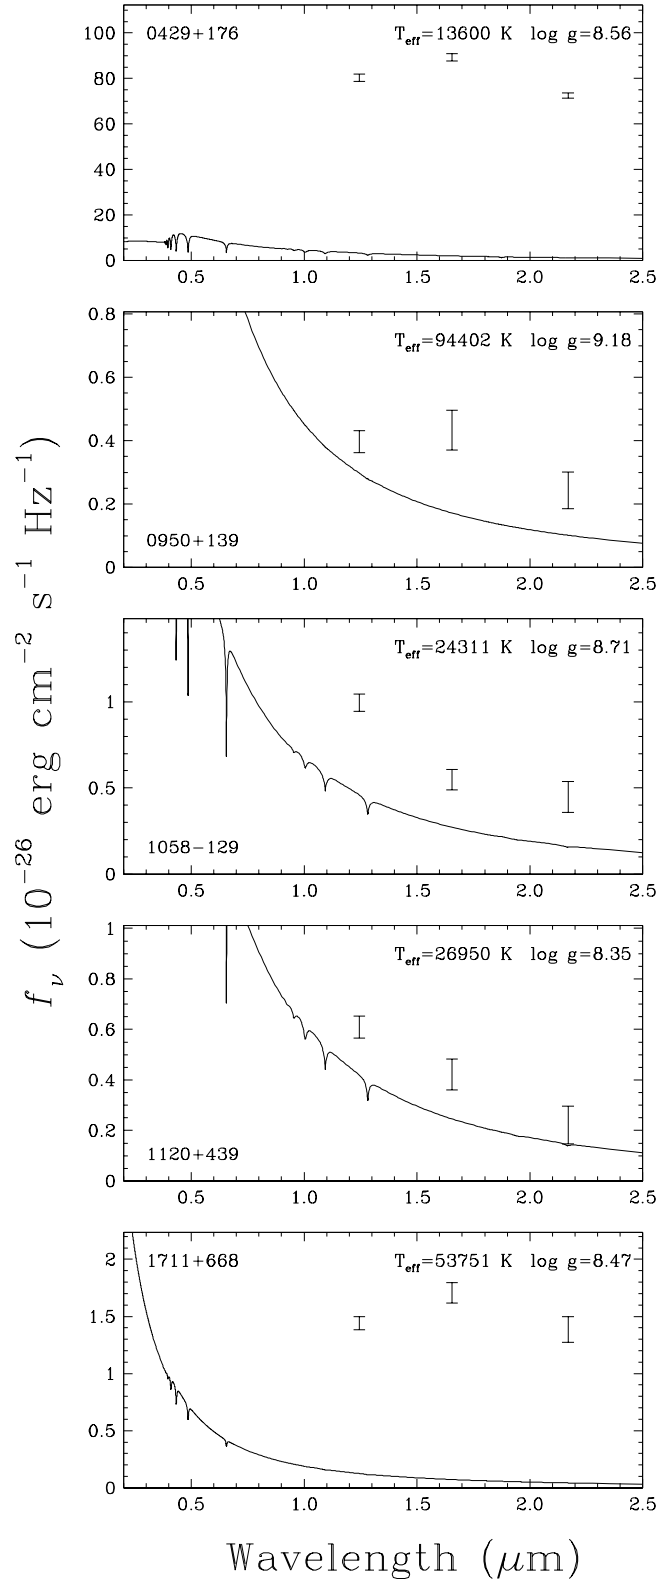 0429+176 Teff=13600 K log g=8.56
100
80
60
40
20
0
0.5 1.0 1.5 2.0 2.5
0.8
0.6
0.4
0.2
0
Teff=94402 K log g=9.18
0950+139
0.5 1.0 1.5 2.0 2.5
1
0.5
0
Teff=24311 K log g=8.71
1058−129
0.5 1.0 1.5 2.0 2.5
1
0.8
0.6
0.4
0.2
0
Teff=26950 K log g=8.35
1120+439
0.5 1.0 1.5 2.0 2.5
2
1.5
1
0.5
0
1711+668 Teff=53751 K log g=8.47
0.5 1.0 1.5 2.0 2.5
fν (10−26 erg cm−2 s−1 Hz−1)
Wavelength (μm)